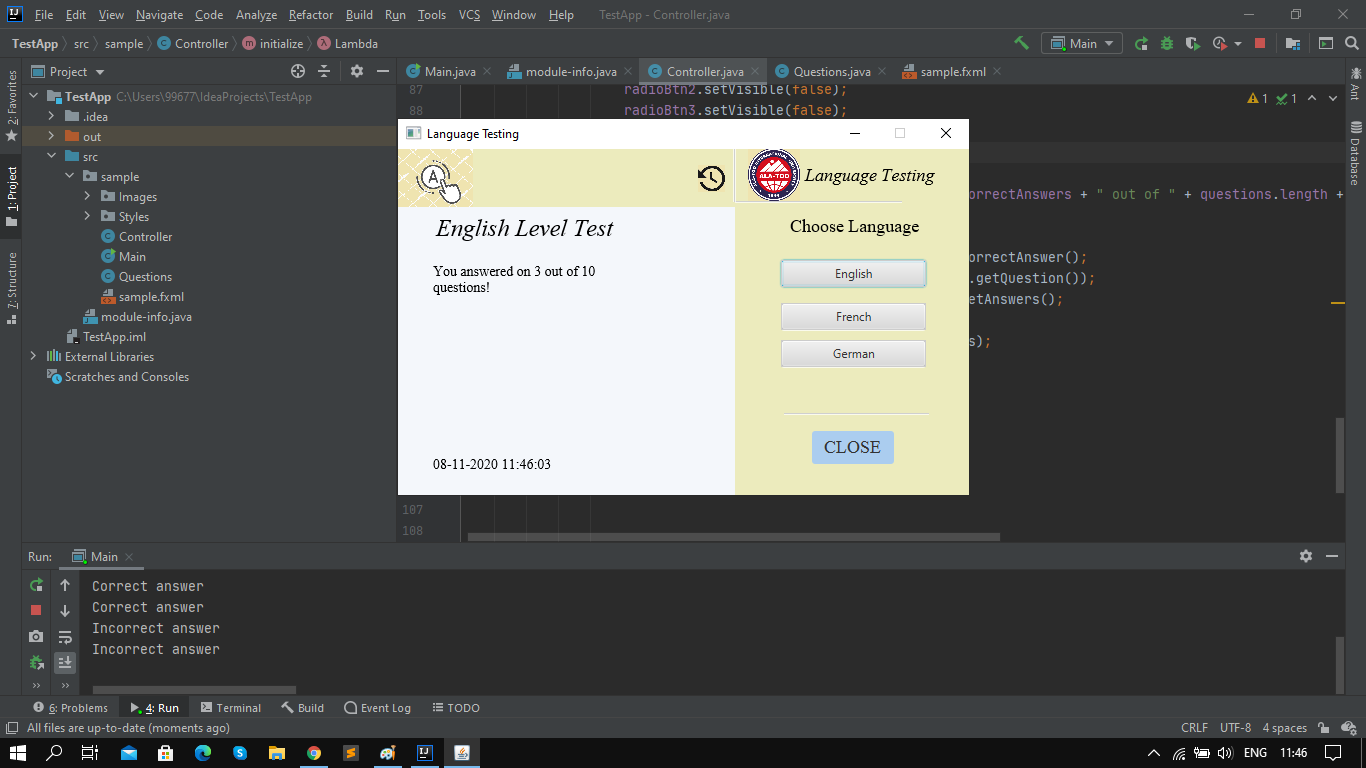 File Edit View Navigate Code Analyze Refactor Build Run Tools VCS Window Help TestApp - Controller.java
TestApp src sample Controller initialize Lambda Main
Project Main.java module-info.java Controller.java Questions.java sample.fxml
2: Favorites
1: Project
7: Structure
TestApp C:\Users\99677\IdeaProjects\TestApp
.idea
out
src
sample
Images
Styles
Controller
Main
Questions
sample.fxml
module-info.java
TestApp.iml
External Libraries
Scratches and Consoles
87 radioBtn2.setVisible(false);
88 radioBtn3.setVisible(false);
1 1
orrectAnswers + " out of " + questions.length +
orrectAnswer();
.getQuestion());
etAnswers();
s);
107
108
Ant
Database
Language Testing
A
ALA-TOO
Language Testing
English Level Test
You answered on 3 out of 10
questions!
08-11-2020 11:46:03
Choose Language
English
French
German
CLOSE
Run: Main
Correct answer
Correct answer
Incorrect answer
Incorrect answer
6: Problems 4: Run Terminal Build Event Log TODO
All files are up-to-date (moments ago) CRLF UTF-8 4 spaces
ENG 11:46